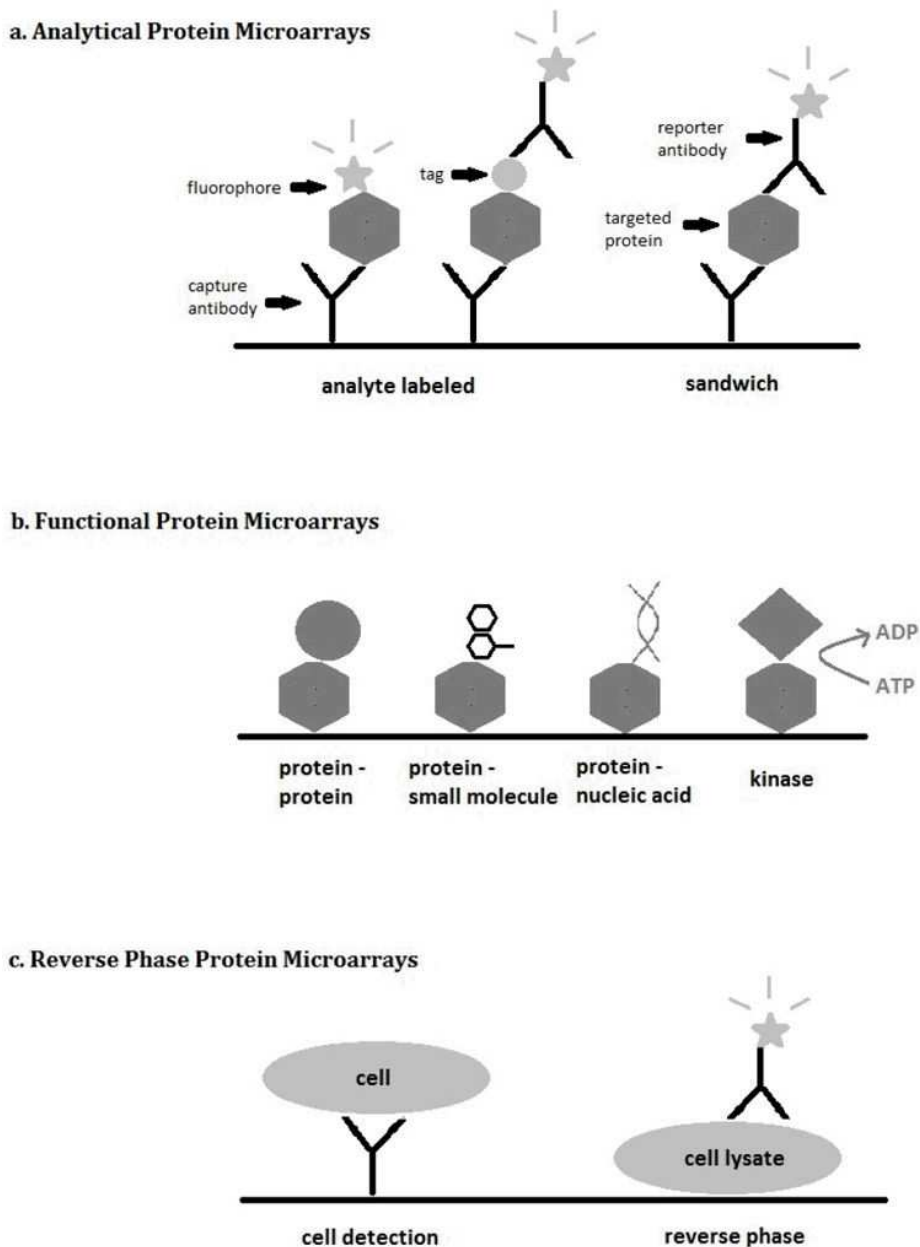 a. Analytical Protein Microarrays
fluorophore
tag
reporter
antibody
targeted
protein
capture
antibody
analyte labeled
sandwich
b. Functional Protein Microarrays
ADP
ATP
protein -
protein
protein -
small molecule
protein -
nucleic acid
kinase
c. Reverse Phase Protein Microarrays
cell
cell lysate
cell detection
reverse phase